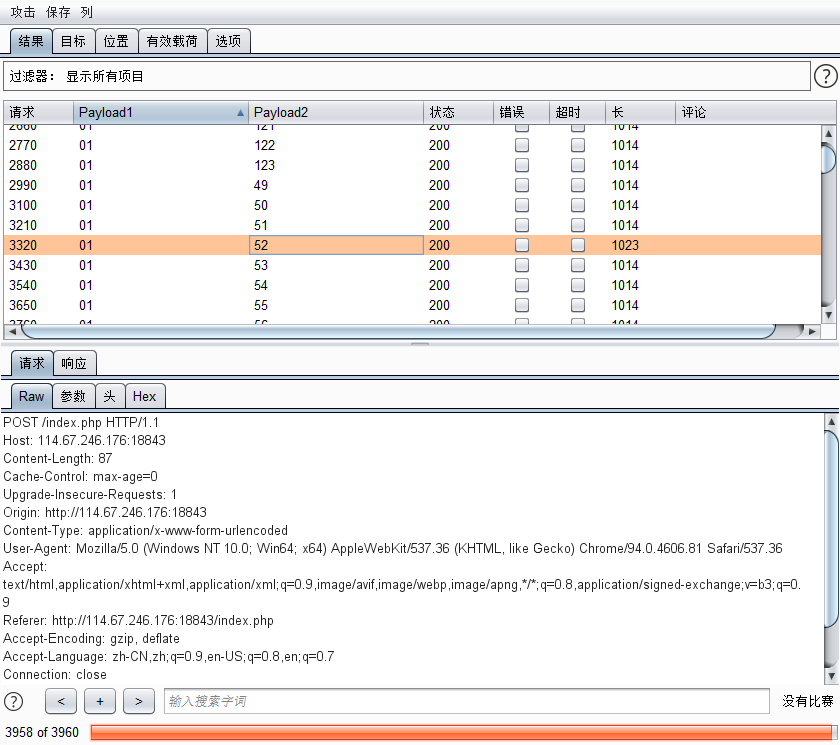 攻击 保存 列
结果 目标 位置 有效载荷 选项
过滤器： 显示所有项目 ?
请求 Payload1 Payload2 状态 错误 超时 长 评论
2660 01 121 200 1014
2770 01 122 200 1014
2880 01 123 200 1014
2990 01 49 200 1014
3100 01 50 200 1014
3210 01 51 200 1014
3320 01 52 200 1023
3430 01 53 200 1014
3540 01 54 200 1014
3650 01 55 200 1014
3760 01 56 200 1014
请求 响应
Raw 参数 头 Hex
POST /index.php HTTP/1.1
Host: 114.67.246.176:18843
Content-Length: 87
Cache-Control: max-age=0
Upgrade-Insecure-Requests: 1
Origin: http://114.67.246.176:18843
Content-Type: application/x-www-form-urlencoded
User-Agent: Mozilla/5.0 (Windows NT 10.0; Win64; x64) AppleWebKit/537.36 (KHTML, like Gecko) Chrome/94.0.4606.81 Safari/537.36
Accept:
text/html,application/xhtml+xml,application/xml;q=0.9,image/avif,image/webp,image/apng,*/*;q=0.8,application/signed-exchange;v=b3;q=0.
9
Referer: http://114.67.246.176:18843/index.php
Accept-Encoding: gzip, deflate
Accept-Language: zh-CN,zh;q=0.9,en-US;q=0.8,en;q=0.7
Connection: close
? < + > 输入搜索字词 没有比赛
3958 of 3960